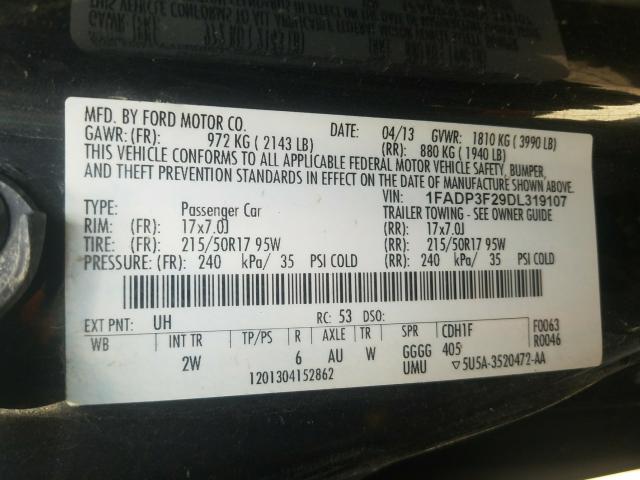 MFD. BY FORD MOTOR CO. DATE: 04/13 GVWR: 1810 KG ( 3990 LB)
GAWR: (FR): 972 KG ( 2143 LB) (RR): 880 KG ( 1940 LB)
THIS VEHICLE CONFORMS TO ALL APPLICABLE FEDERAL MOTOR VEHICLE SAFETY, BUMPER,
AND THEFT PREVENTION STANDARDS IN EFFECT ON THE DATE OF MANUFACTURE SHOWN ABOVE.
VIN: 1FADP3F29DL319107
TYPE: Passenger Car TRAILER TOWING - SEE OWNER GUIDE
RIM: (FR): 17x7.0J (RR): 17x7.0J
TIRE: (FR): 215/50R17 95W (RR): 215/50R17 95W
PRESSURE: (FR): 240 kPa/ 35 PSI COLD (RR): 240 kPa/ 35 PSI COLD
EXT PNT: UH RC: 53 DSO:
WB INT TR TP/PS R AXLE TR SPR CDH1F F0063
2W 6 AU W GGGG 405 R0046
1201304152862 UMU ▽5U5A-3520472-AA